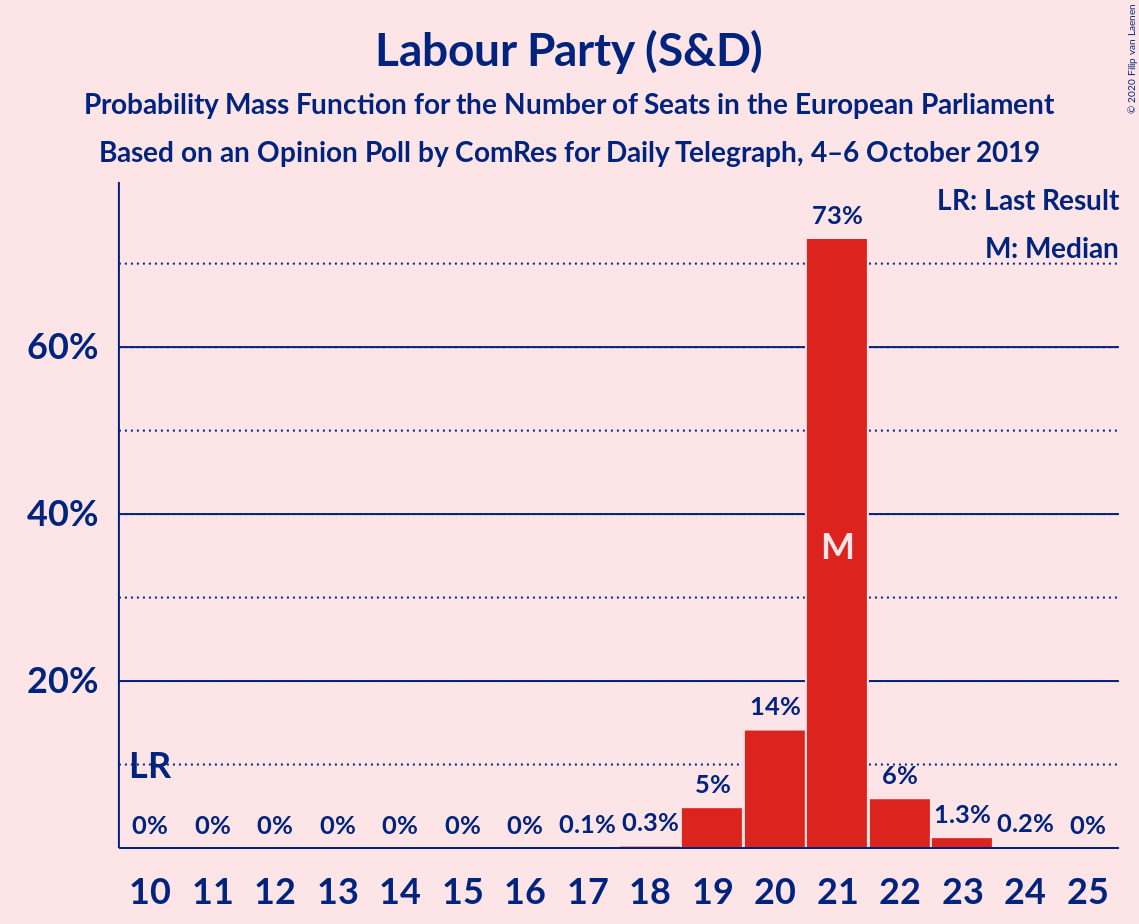 Labour Party (S&D)
Probability Mass Function for the Number of Seats in the European Parliament
Based on an Opinion Poll by ComRes for Daily Telegraph, 4–6 October 2019
© 2020 Filip van Laenen
LR: Last Result
M: Median
73%
60%
40%
M
20%
14%
LR
5%
6%
0% 0% 0% 0% 0% 0% 0% 0.1% 0.3% 1.3% 0.2% 0%
10 11 12 13 14 15 16 17 18 19 20 21 22 23 24 25